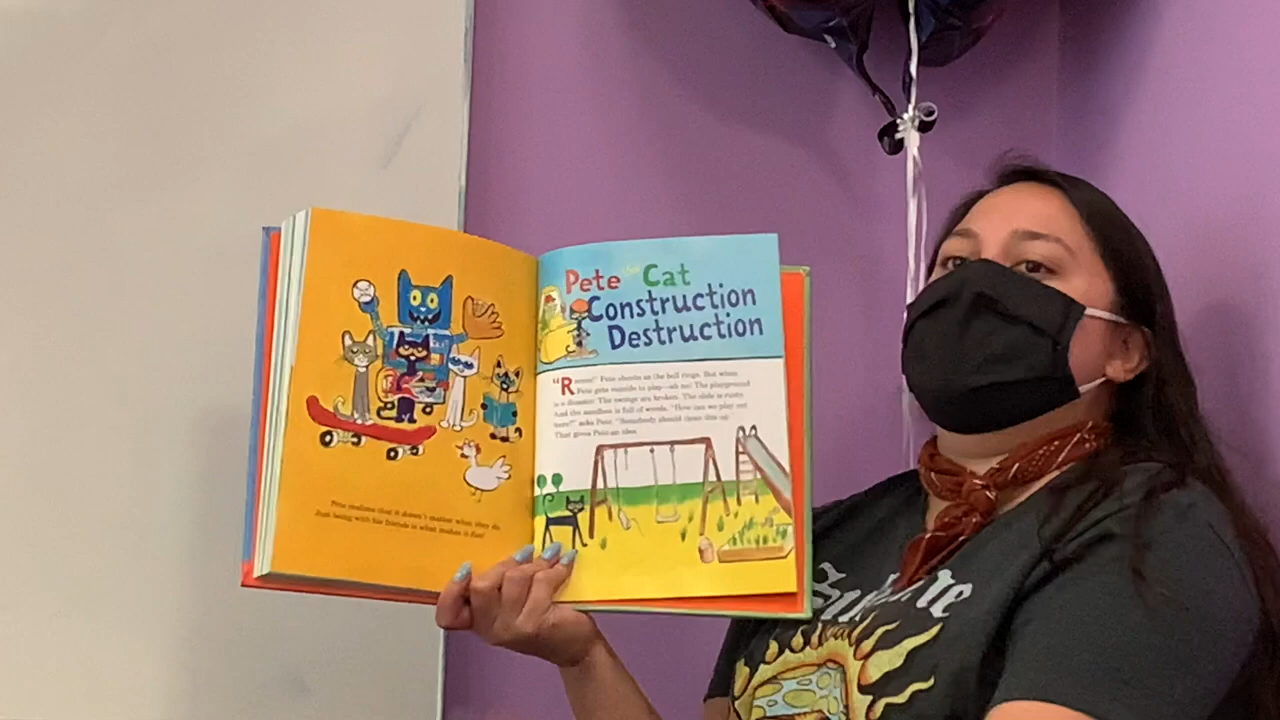 Pete realizes that it doesn't matter what they do.
Just being with his friends is what makes it fun!
Pete the Cat
Construction
Destruction
"Recess!" Pete shouts as the bell rings. But when
Pete gets outside to play—oh no! The playground
is a disaster. The swings are broken. The slide is rusty.
And the sandbox is full of weeds. "How can we play out
here?" asks Pete. "Somebody should clean this up."
That gives Pete an idea.
Sublime